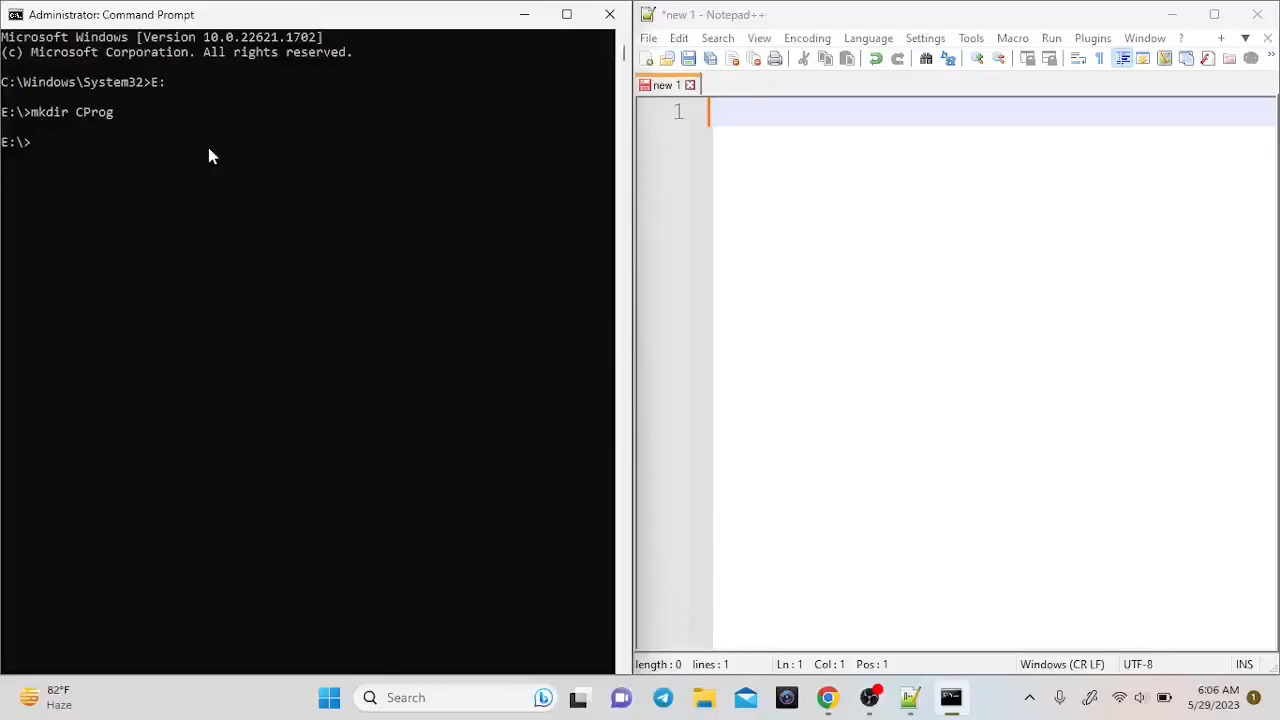 Administrator: Command Prompt
Microsoft Windows [Version 10.0.22621.1702]
(c) Microsoft Corporation. All rights reserved.
C:\Windows\System32>E:
E:\>mkdir CProg
E:\>
*new 1 - Notepad++
File Edit Search View Encoding Language Settings Tools Macro Run Plugins Window ?
new 1
1
length : 0 lines : 1 Ln : 1 Col : 1 Pos : 1 Windows (CR LF) UTF-8 INS
82°F
Haze
Search
6:06 AM
5/29/2023
1